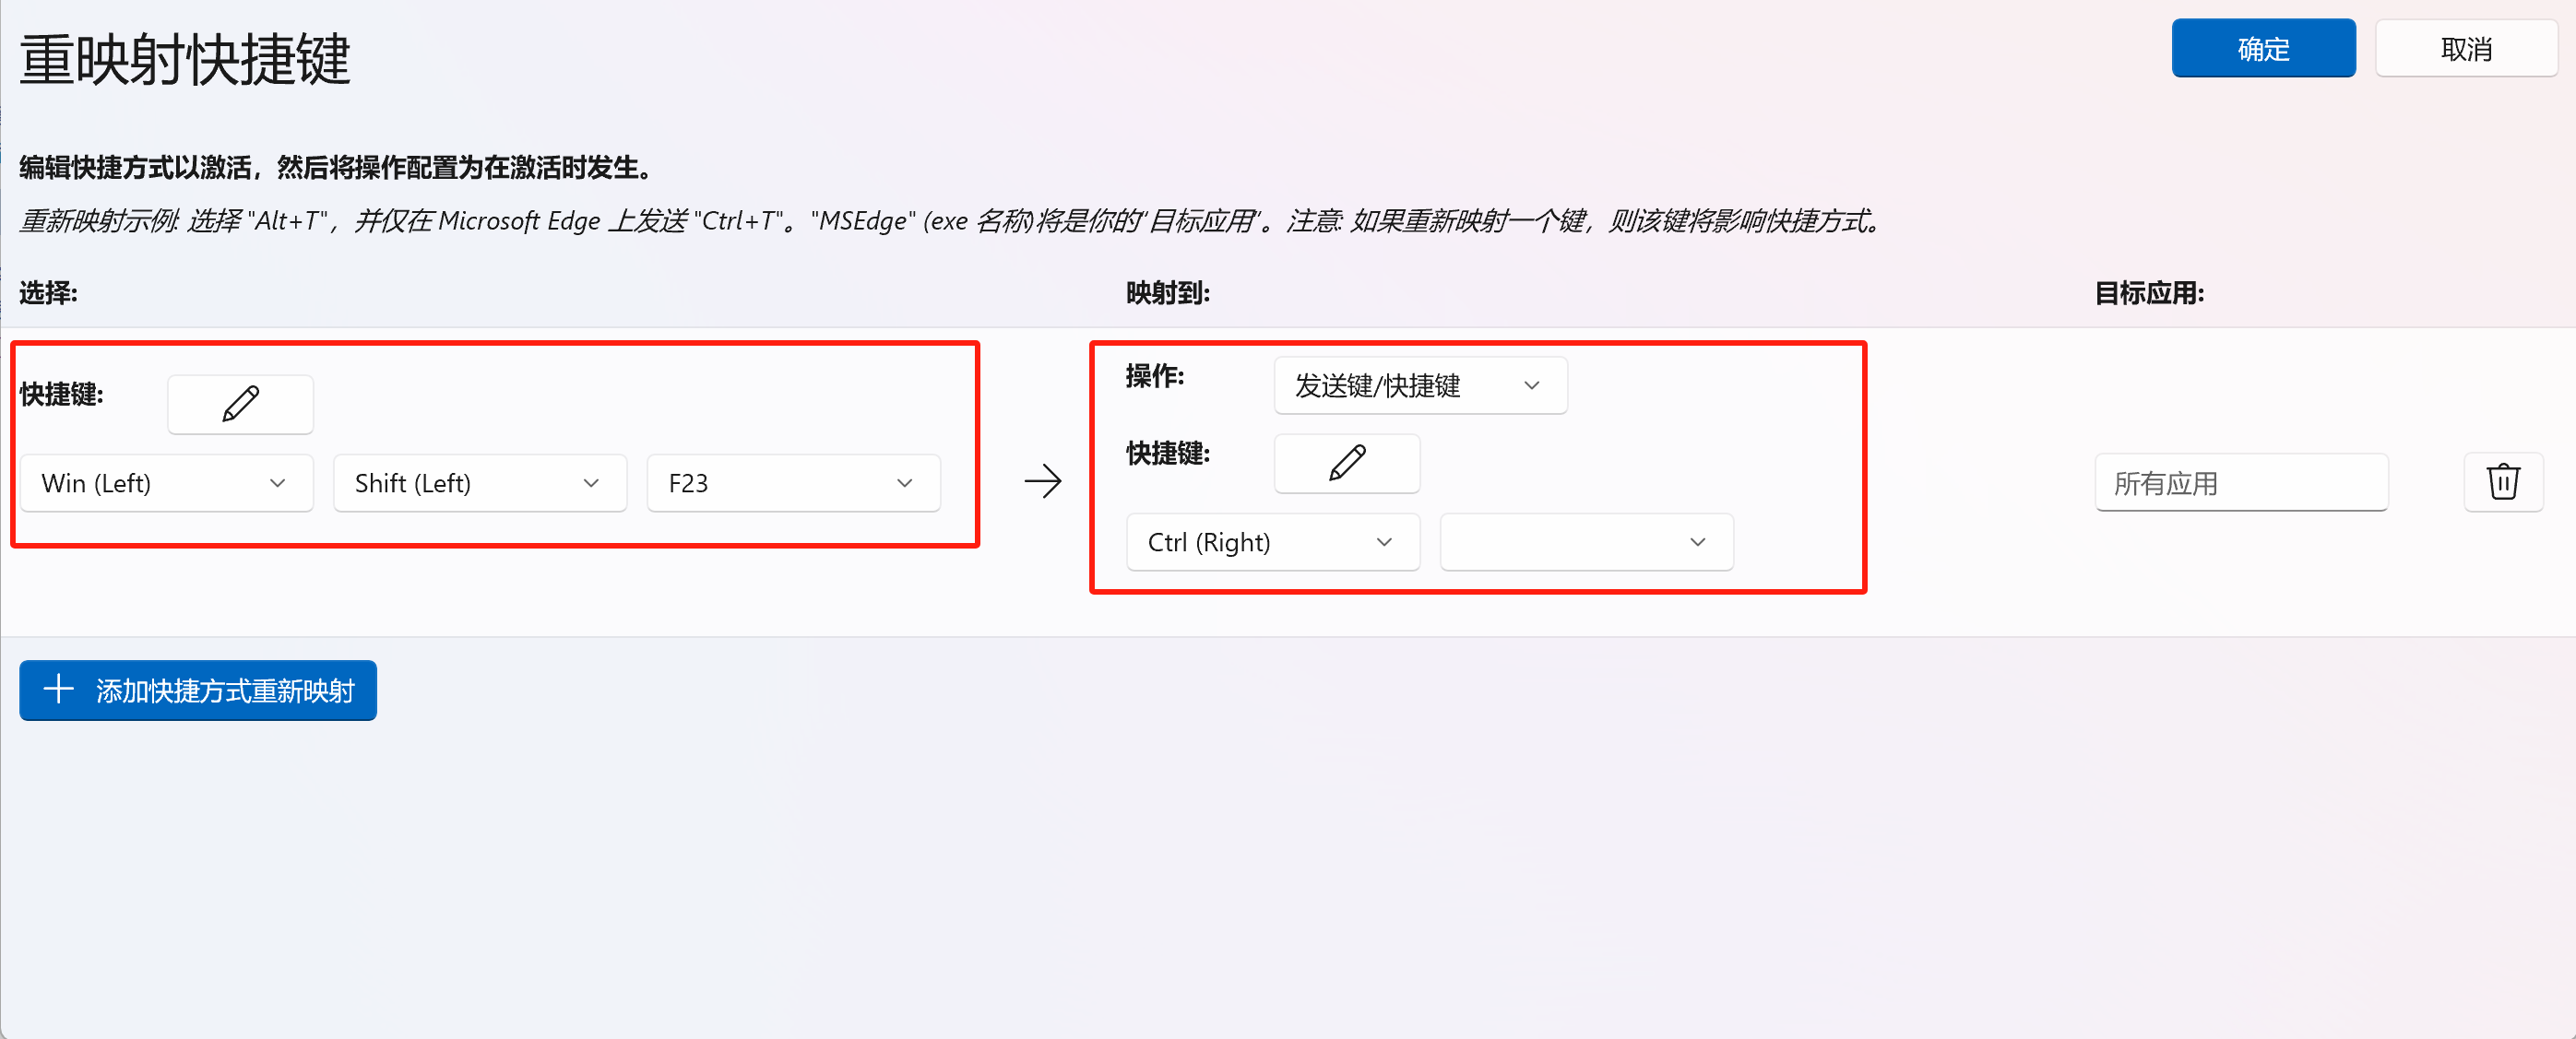 重映射快捷键
确定
取消
编辑快捷方式以激活，然后将操作配置为在激活时发生。
重新映射示例: 选择 "Alt+T"，并仅在 Microsoft Edge 上发送 "Ctrl+T"。"MSEdge" (exe 名称)将是你的“目标应用”。注意: 如果重新映射一个键，则该键将影响快捷方式。
选择:
映射到:
目标应用:
快捷键:
Win (Left)
Shift (Left)
F23
操作:
发送键/快捷键
快捷键:
Ctrl (Right)
所有应用
添加快捷方式重新映射